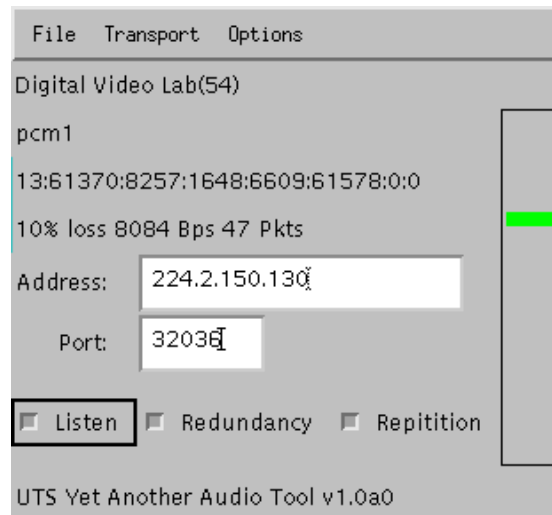 File Transport Options
Digital Video Lab(54)
pcm1
13:61370:8257:1648:6609:61578:0:0
10% loss 8084 Bps 47 Pkts
Address: 224.2.150.130
Port: 32036
Listen Redundancy Repitition
UTS Yet Another Audio Tool v1.0a0